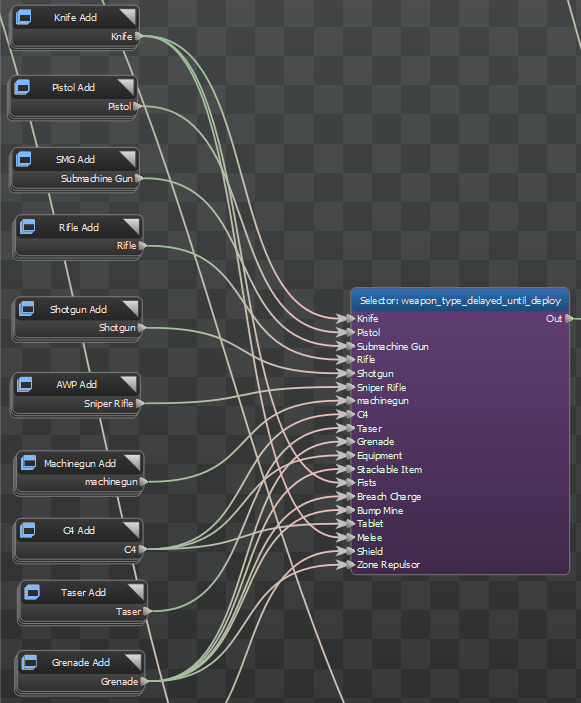 Knife Add
Knife
Pistol Add
Pistol
SMG Add
Submachine Gun
Rifle Add
Rifle
Shotgun Add
Shotgun
AWP Add
Sniper Rifle
Machinegun Add
machinegun
C4 Add
C4
Taser Add
Taser
Grenade Add
Grenade
Selector: weapon_type_delayed_until_deploy
Knife Out
Pistol
Submachine Gun
Rifle
Shotgun
Sniper Rifle
machinegun
C4
Taser
Grenade
Equipment
Stackable Item
Fists
Breach Charge
Bump Mine
Tablet
Melee
Shield
Zone Repulsor